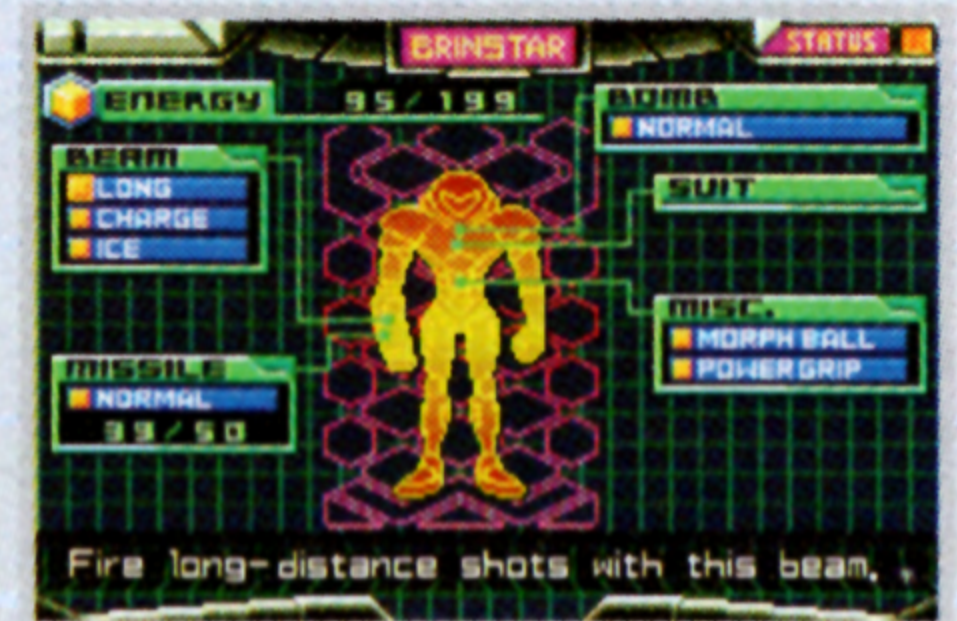 BRINSTAR
STATUS
ENERGY 95/199
BEAM
LONG
CHARGE
ICE
MISSILE
NORMAL
39/50
BOMB
NORMAL
SUIT
MISC.
MORPH BALL
POWER GRIP
Fire long-distance shots with this beam.